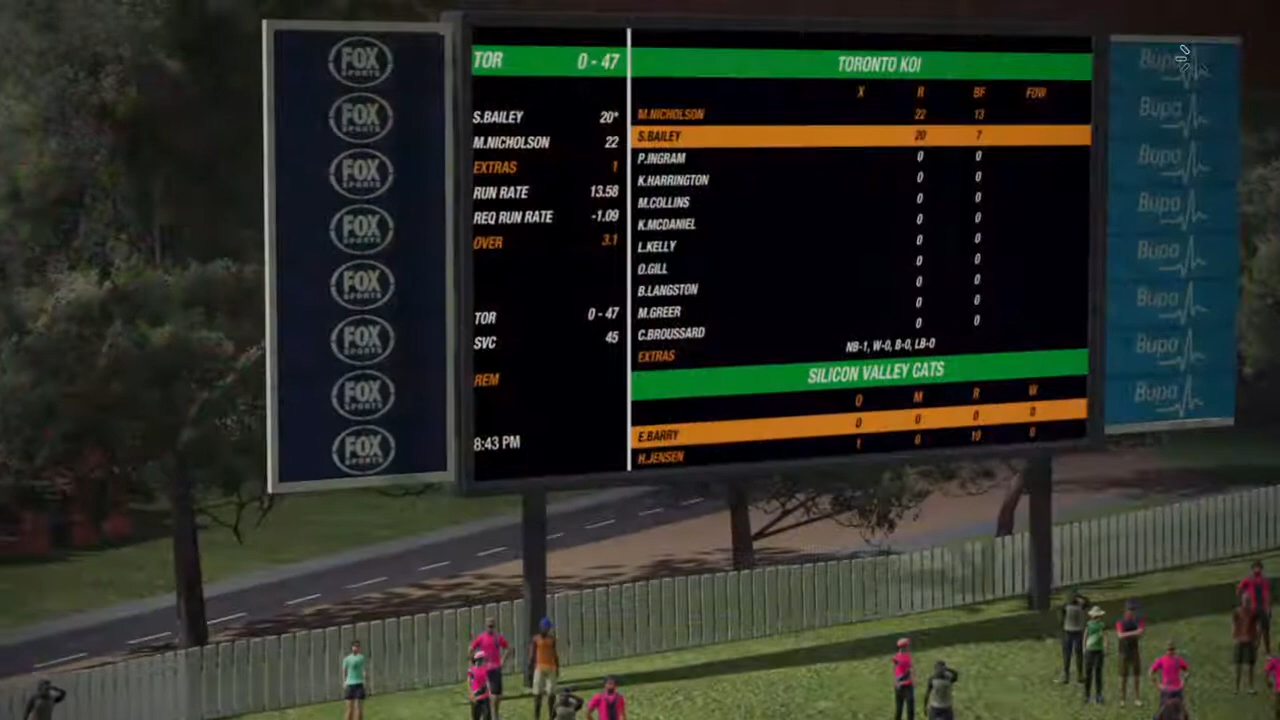 FOX
SPORTS
FOX
SPORTS
FOX
SPORTS
FOX
SPORTS
FOX
SPORTS
FOX
SPORTS
FOX
SPORTS
FOX
SPORTS
TOR 0 - 47
S.BAILEY 20*
M.NICHOLSON 22
EXTRAS 1
RUN RATE 13.58
REQ RUN RATE -1.09
OVER 3.1
TOR 0 - 47
SVC 45
REM
8:43 PM
TORONTO KOI
X R BF FOW
M.NICHOLSON 22 13
S.BAILEY 20 7
P.INGRAM 0 0
K.HARRINGTON 0 0
M.COLLINS 0 0
K.MCDANIEL 0 0
L.KELLY 0 0
O.GILL 0 0
B.LANGSTON 0 0
M.GREER 0 0
C.BROUSSARD 0 0
EXTRAS NB-1, W-0, B-0, LB-0
SILICON VALLEY CATS
O M R W
E.BARRY 0 0 0 0
H.JENSEN 1 0 19 0
Bupa
Bupa
Bupa
Bupa
Bupa
Bupa
Bupa
Bupa